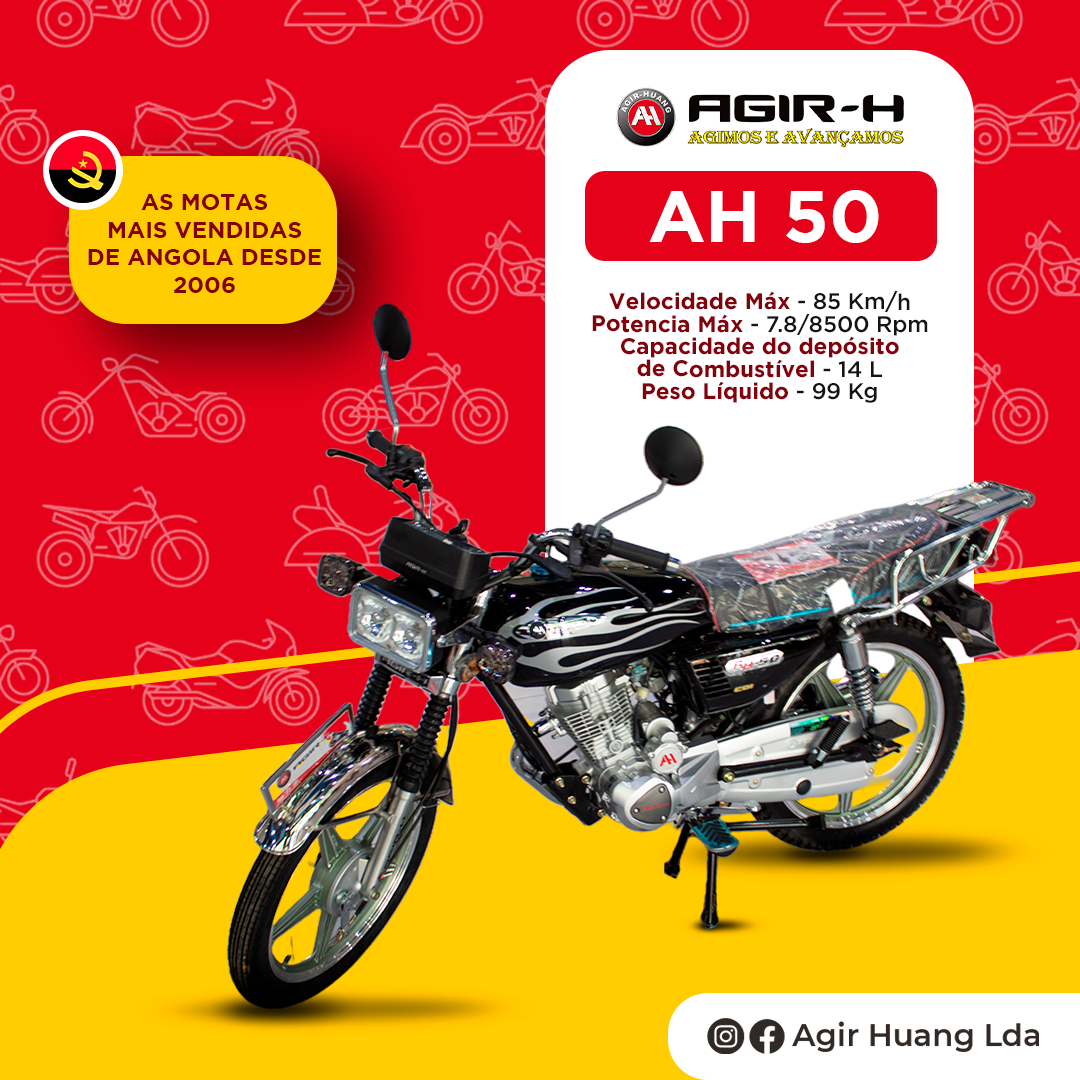 AS MOTAS
MAIS VENDIDAS
DE ANGOLA DESDE
2006
AGIR-HUANG
AH
AGIR-H
AGIMOS E AVANÇAMOS
AH 50
Velocidade Máx - 85 Km/h
Potencia Máx - 7.8/8500 Rpm
Capacidade do depósito
de Combustível - 14 L
Peso Líquido - 99 Kg
AGIR-H
AH
Agir Huang Lda